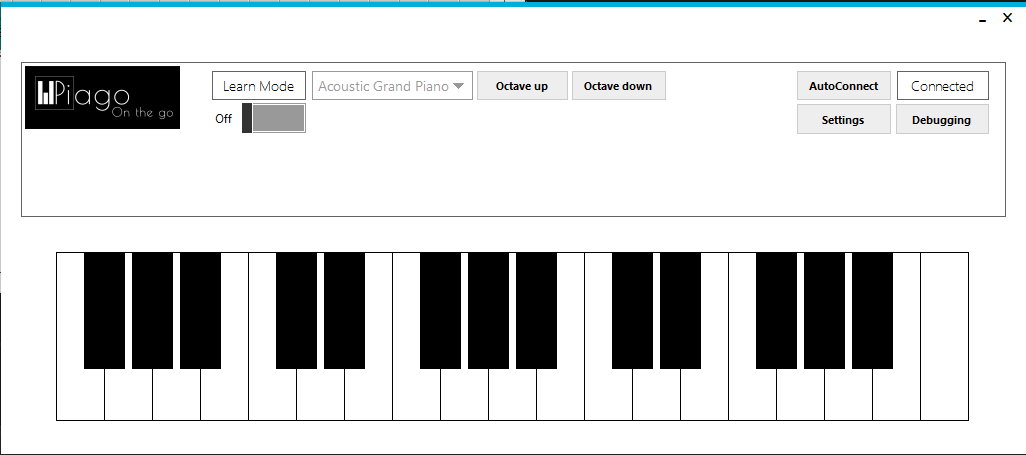 Piago
On the go
Learn Mode
Acoustic Grand Piano
Octave up
Octave down
AutoConnect
Connected
Off
Settings
Debugging